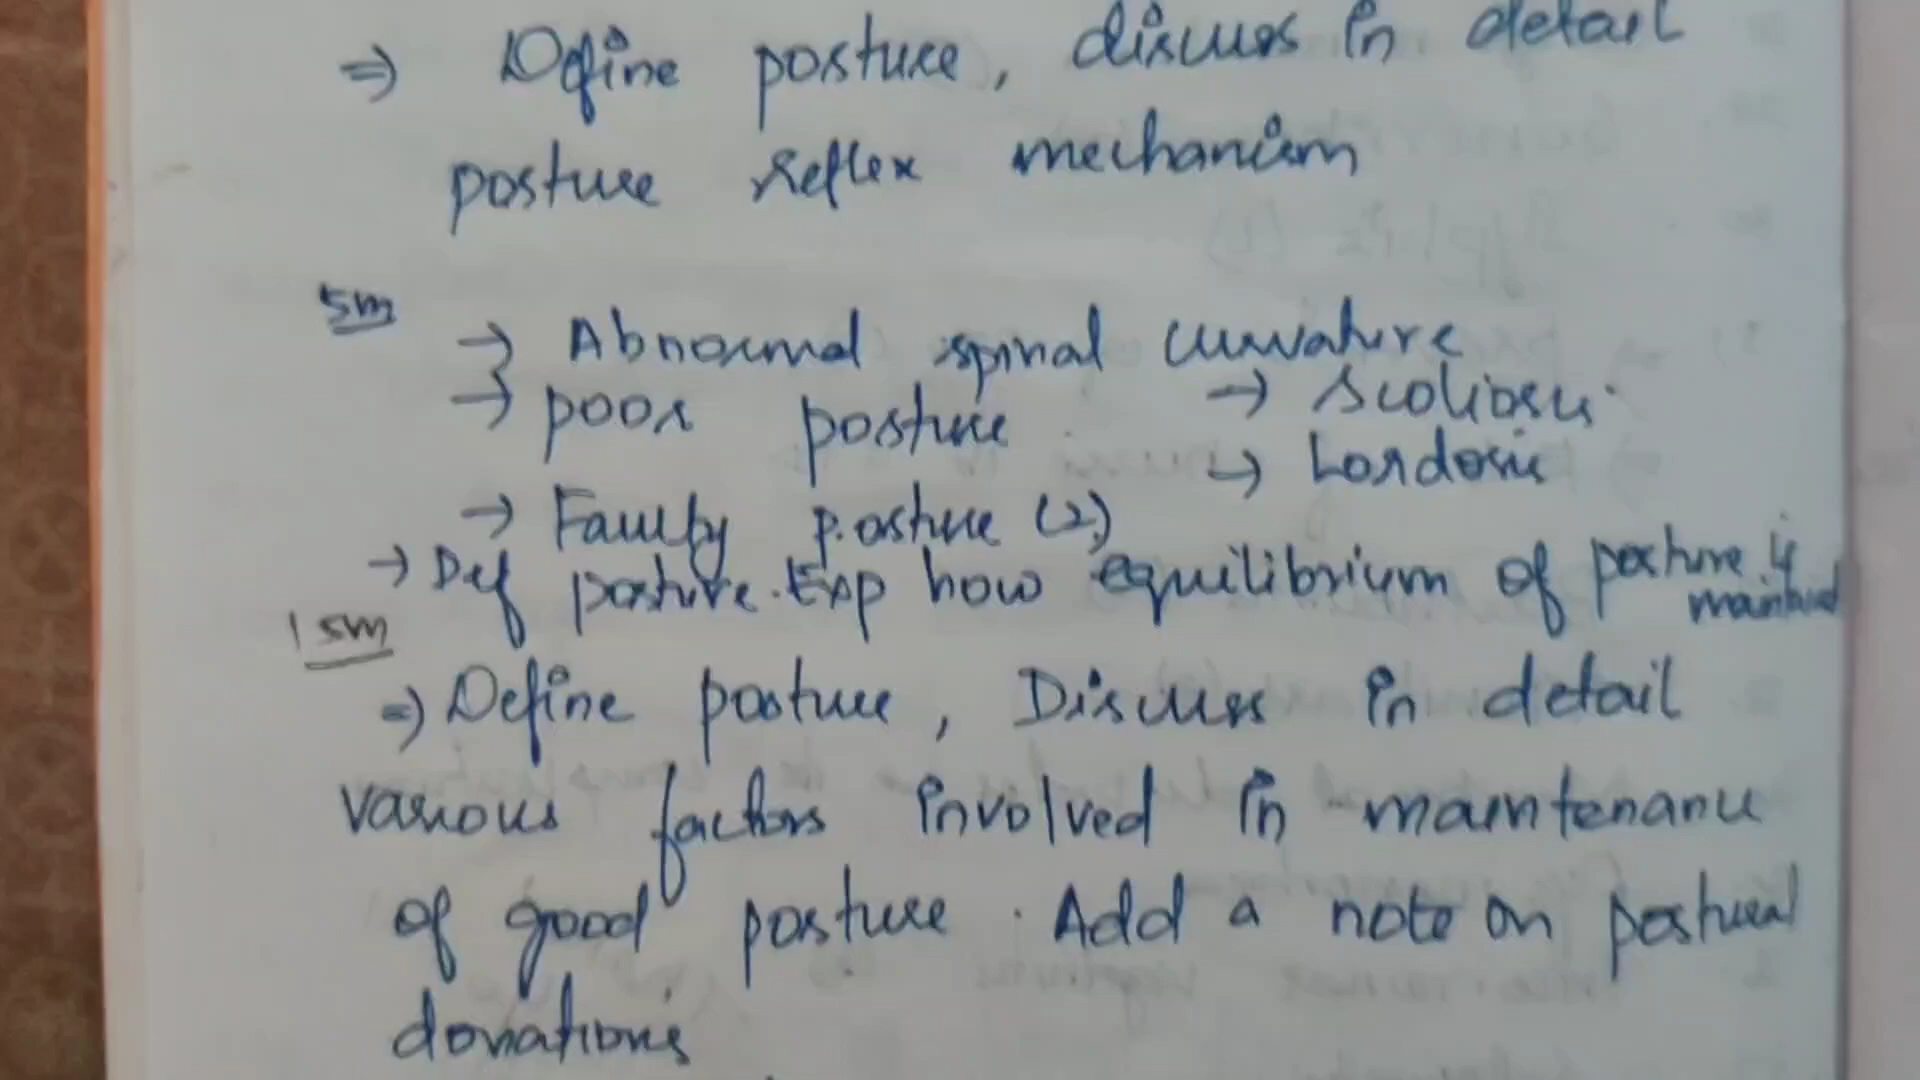 ⇒ Define posture, discuss in detail
posture reflex mechanism
5m
→ Abnormal spinal curvature
→ poor posture → Scoliosis
→ Lordosis
→ Faulty posture (2)
→ Def posture. Exp how equilibrium of posture is
maintained
15m
⇒ Define posture, Discuss in detail
various factors involved in maintenance
of good posture. Add a note on postural
donations